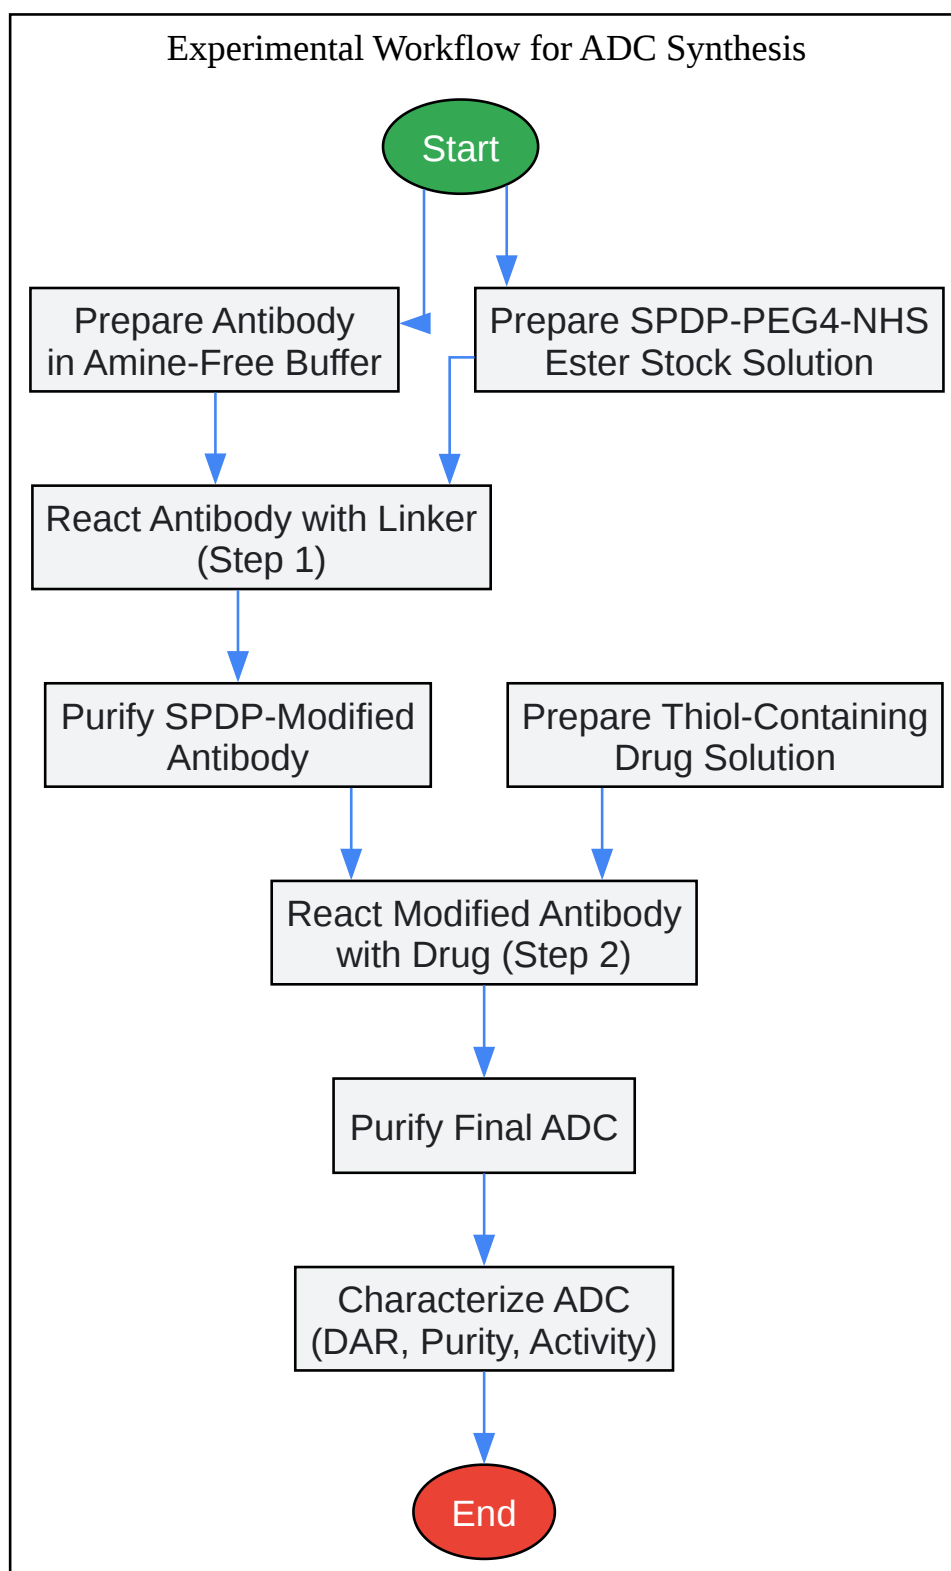 Experimental Workflow for ADC Synthesis
Start
Prepare Antibody
in Amine-Free Buffer
Prepare SPDP-PEG4-NHS
Ester Stock Solution
React Antibody with Linker
(Step 1)
Purify SPDP-Modified
Antibody
Prepare Thiol-Containing
Drug Solution
React Modified Antibody
with Drug (Step 2)
Purify Final ADC
Characterize ADC
(DAR, Purity, Activity)
End